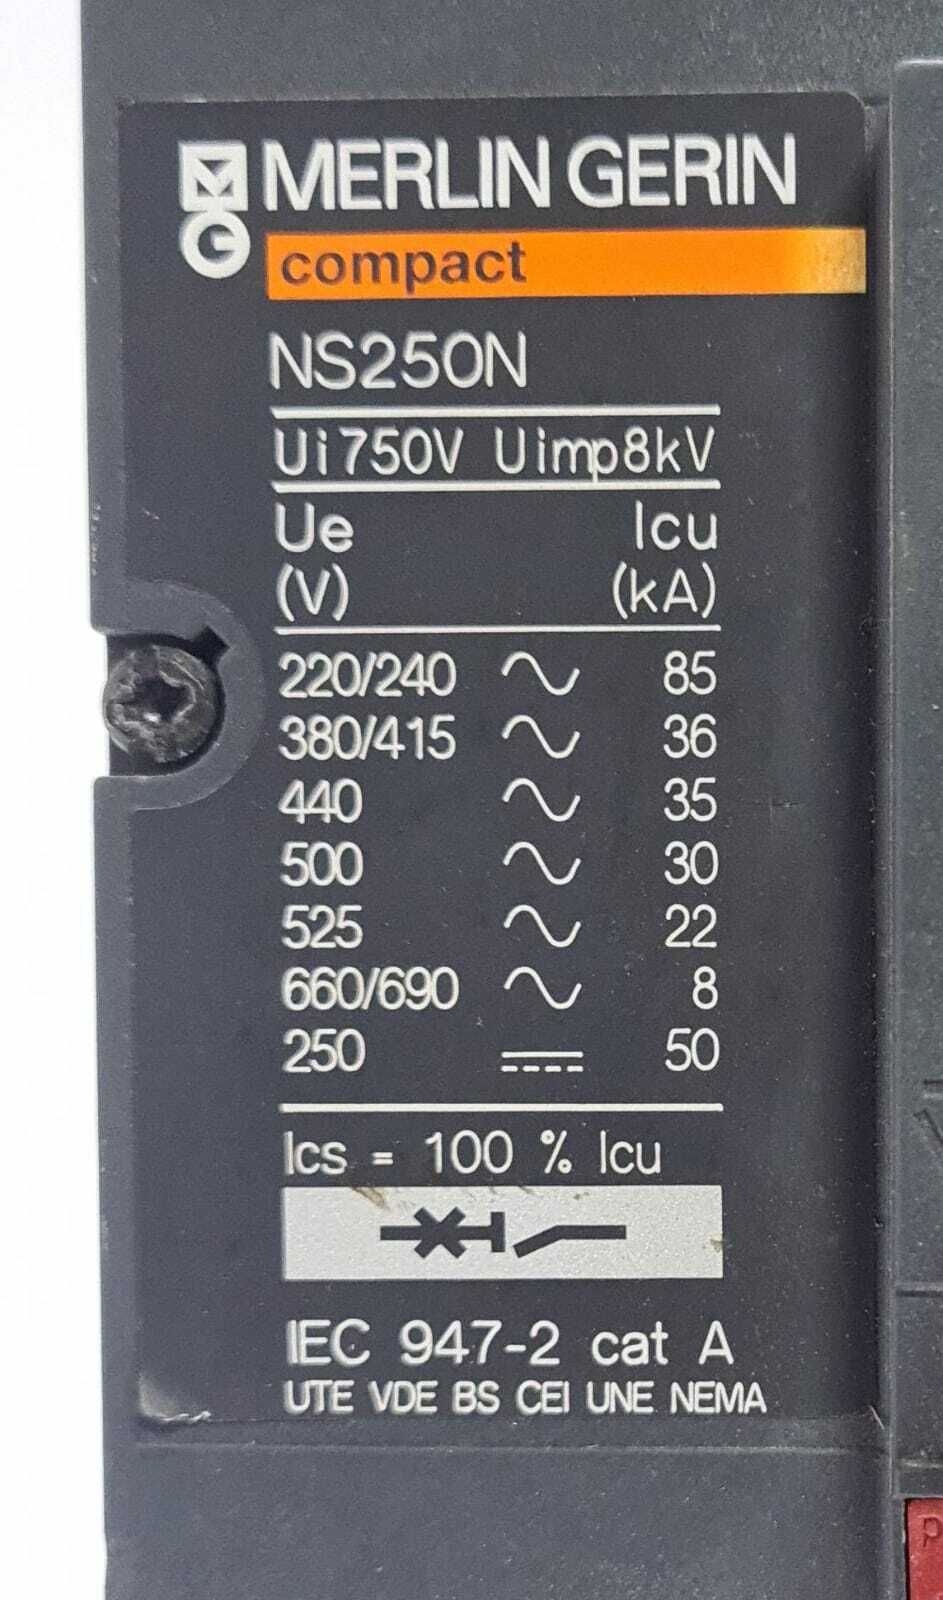 MG MERLIN GERIN
compact
NS250N
Ui750V Uimp8kV
Ue Icu
(V) (kA)
220/240 ∿ 85
380/415 ∿ 36
440 ∿ 35
500 ∿ 30
525 ∿ 22
660/690 ∿ 8
250 ⎓ 50
Ics = 100 % Icu
IEC 947-2 cat A
UTE VDE BS CEI UNE NEMA
p